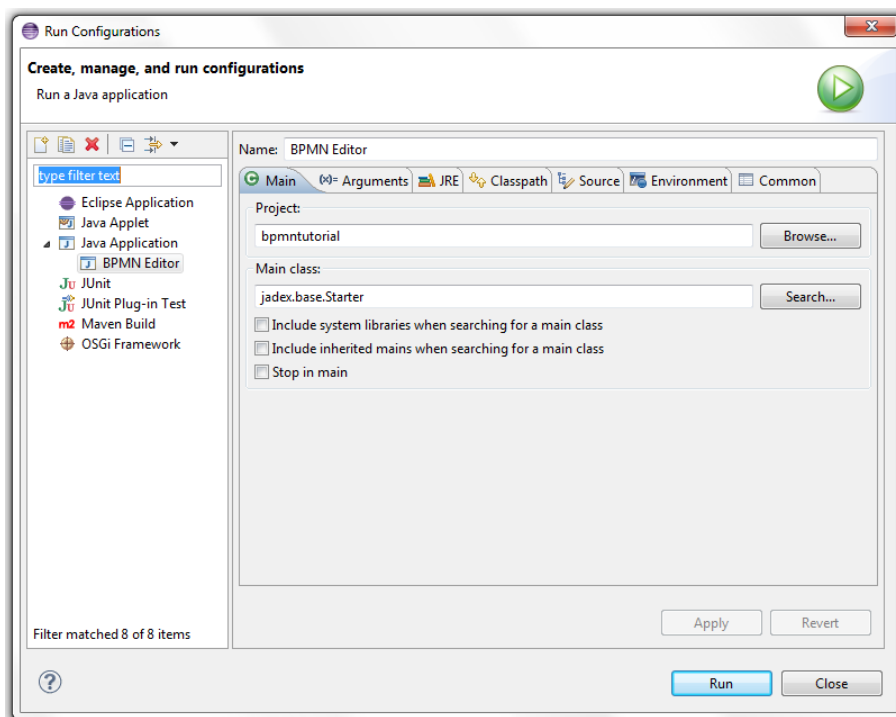 Run Configurations
Create, manage, and run configurations
Run a Java application
type filter text
Eclipse Application
Java Applet
Java Application
BPMN Editor
JUnit
JUnit Plug-in Test
m2 Maven Build
OSGi Framework
Filter matched 8 of 8 items
Name: BPMN Editor
Main (x)= Arguments JRE Classpath Source Environment Common
Project:
bpmntutorial Browse...
Main class:
jadex.base.Starter Search...
Include system libraries when searching for a main class
Include inherited mains when searching for a main class
Stop in main
Apply Revert
? Run Close